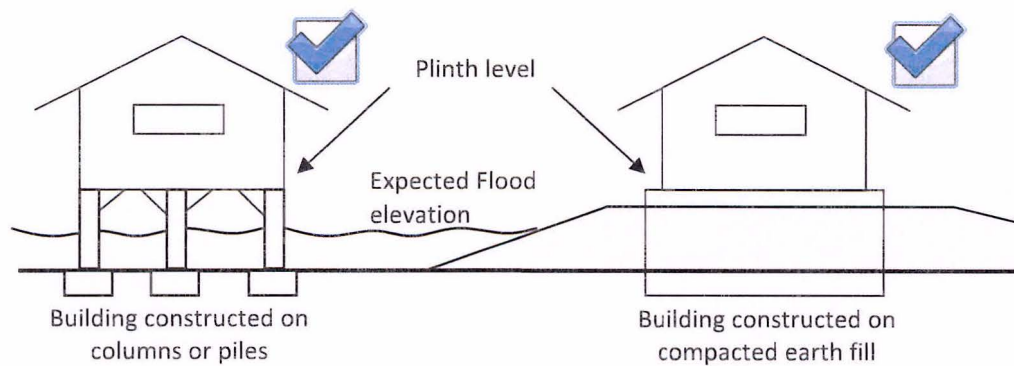 Plinth level
Expected Flood
elevation
Building constructed on
columns or piles
Building constructed on
compacted earth fill